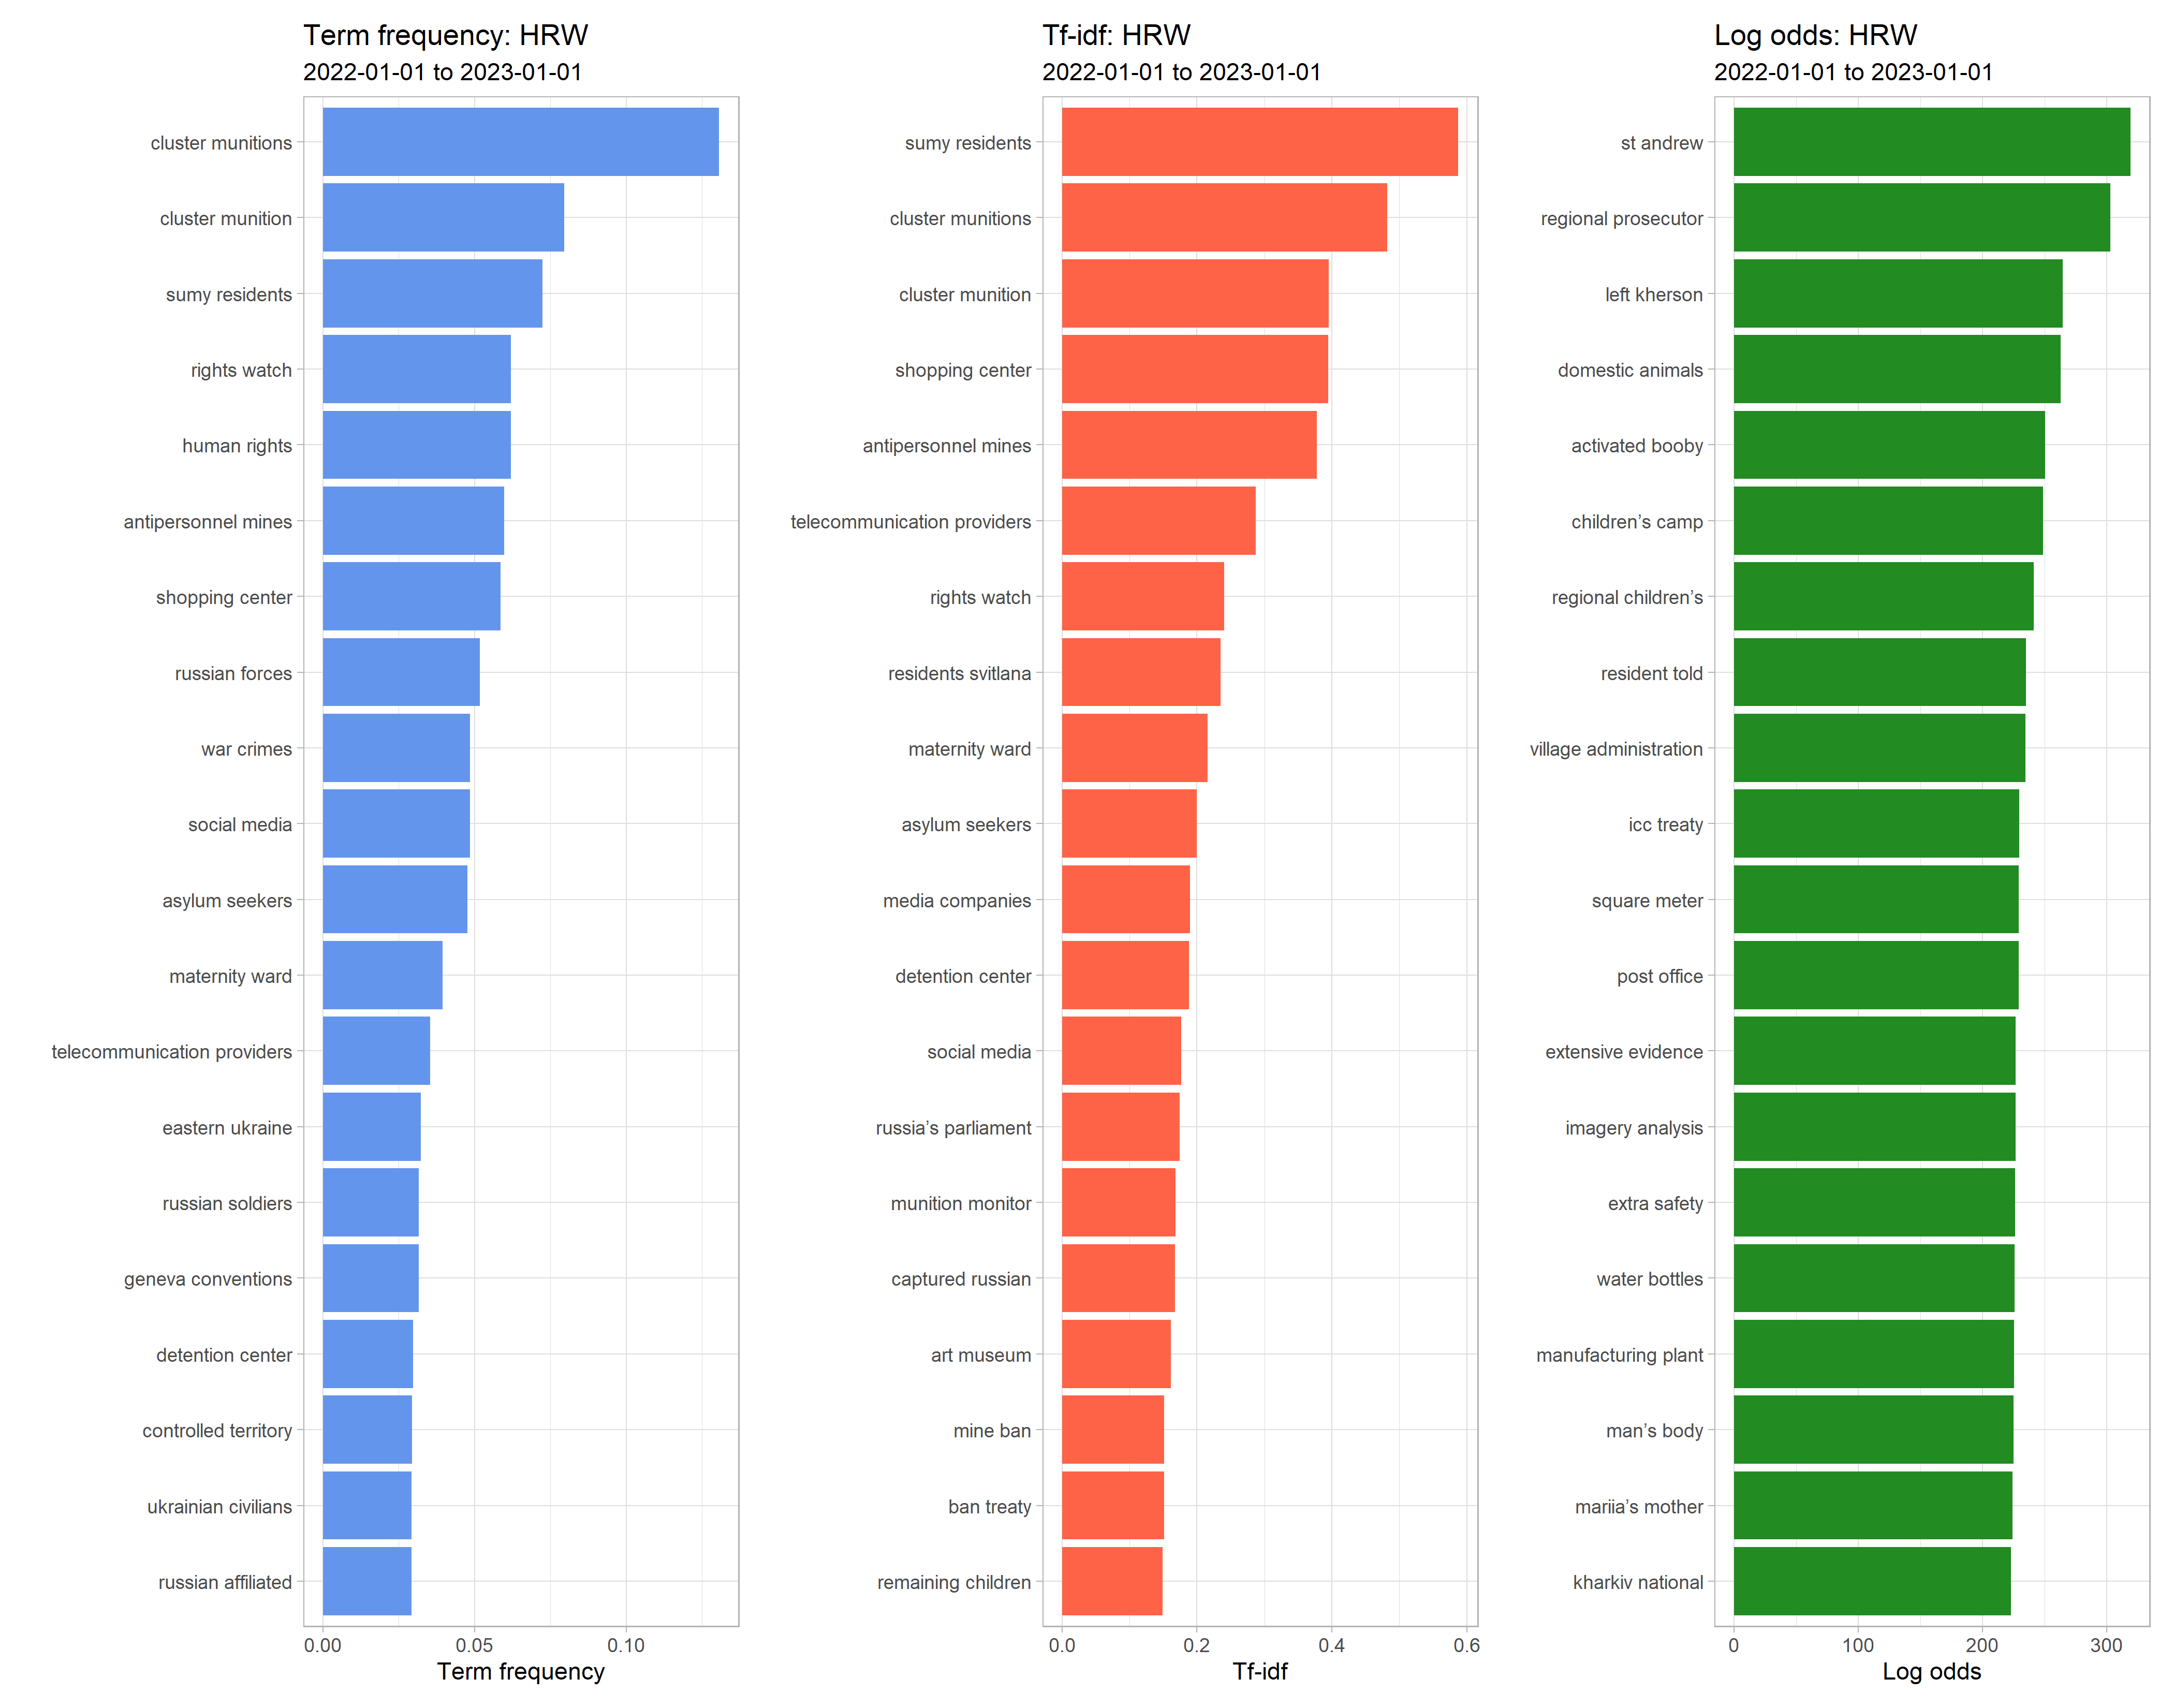 Term frequency: HRW
2022-01-01 to 2023-01-01
cluster munitions
cluster munition
sumy residents
rights watch
human rights
antipersonnel mines
shopping center
russian forces
war crimes
social media
asylum seekers
maternity ward
telecommunication providers
eastern ukraine
russian soldiers
geneva conventions
detention center
controlled territory
ukrainian civilians
russian affiliated
0.00 0.05 0.10
Term frequency
Tf-idf: HRW
2022-01-01 to 2023-01-01
sumy residents
cluster munitions
cluster munition
shopping center
antipersonnel mines
telecommunication providers
rights watch
residents svitlana
maternity ward
asylum seekers
media companies
detention center
social media
russia’s parliament
munition monitor
captured russian
art museum
mine ban
ban treaty
remaining children
0.0 0.2 0.4 0.6
Tf-idf
Log odds: HRW
2022-01-01 to 2023-01-01
st andrew
regional prosecutor
left kherson
domestic animals
activated booby
children’s camp
regional children’s
resident told
village administration
icc treaty
square meter
post office
extensive evidence
imagery analysis
extra safety
water bottles
manufacturing plant
man’s body
mariia’s mother
kharkiv national
0 100 200 300
Log odds